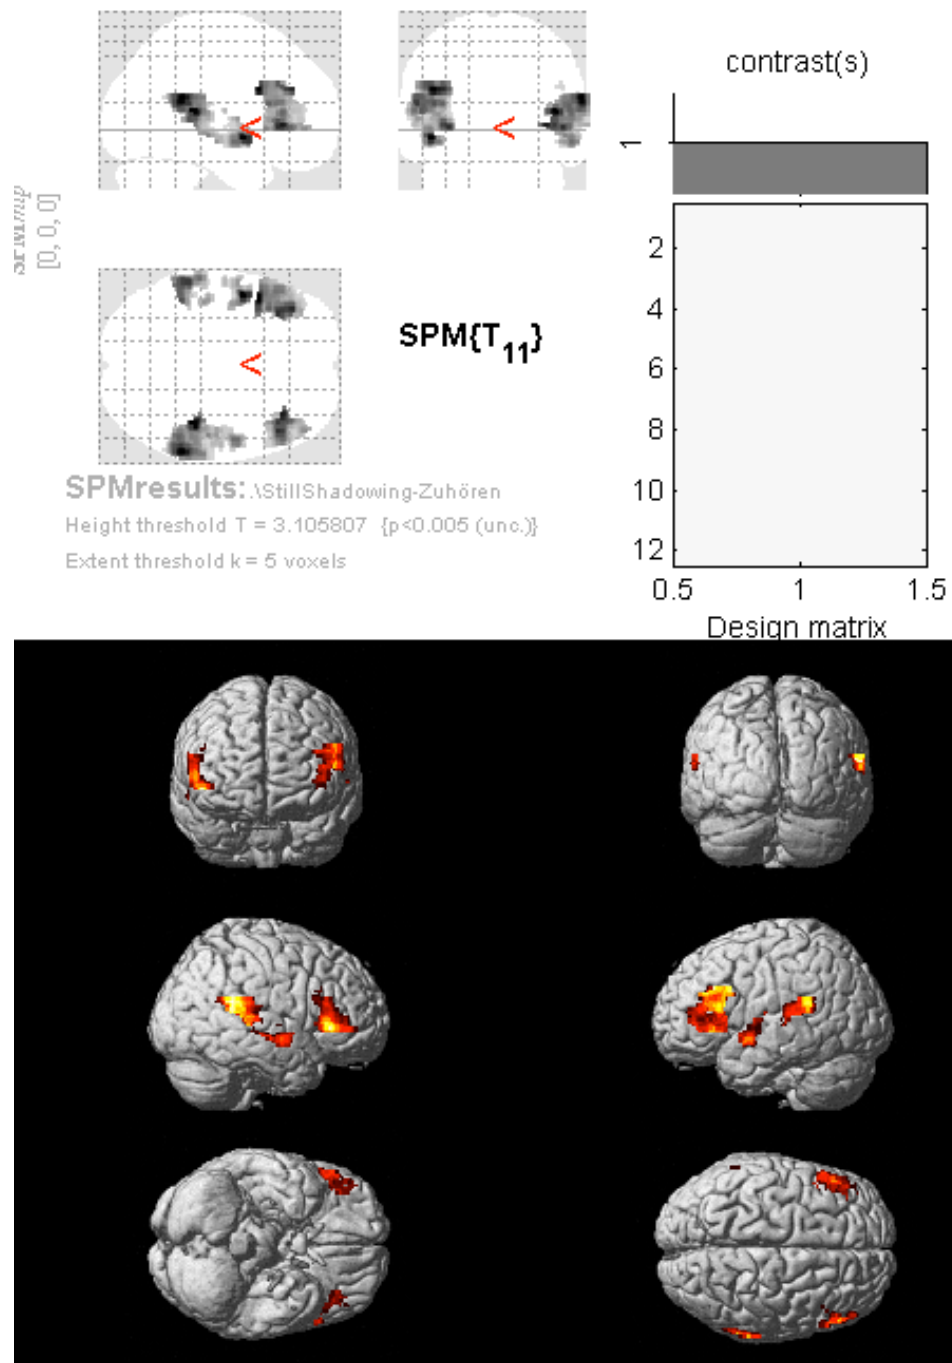 contrast(s)
1
SPMmip
[0, 0, 0]
<
<
<
SPM{T11}
2
4
6
8
10
12
0.5 1 1.5
Design matrix
SPMresults: .\StillShadowing-Zuhören
Height threshold T = 3.105807 {p<0.005 (unc.)}
Extent threshold k = 5 voxels